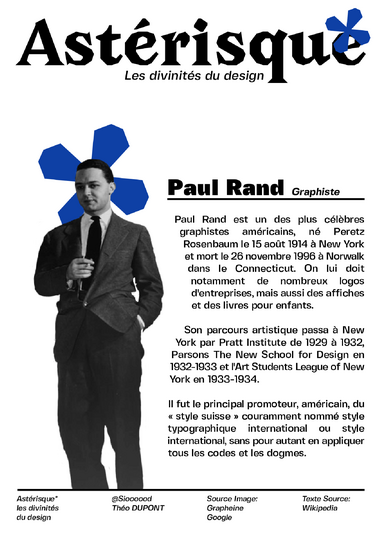 Astérisque
Les divinités du design
Paul Rand Graphiste
Paul Rand est un des plus célèbres
graphistes américains, né Peretz
Rosenbaum le 15 août 1914 à New York
et mort le 26 novembre 1996 à Norwalk
dans le Connecticut. On lui doit
notamment de nombreux logos
d'entreprises, mais aussi des affiches
et des livres pour enfants.
Son parcours artistique passa à New
York par Pratt Institute de 1929 à 1932,
Parsons The New School for Design en
1932-1933 et l'Art Students League of New
York en 1933-1934.
Il fut le principal promoteur, américain, du
« style suisse » couramment nommé style
typographique international ou style
international, sans pour autant en appliquer
tous les codes et les dogmes.
Astérisque*
les divinités
du design
@Sioooood
Théo DUPONT
Source Image:
Grapheine
Google
Texte Source:
Wikipedia